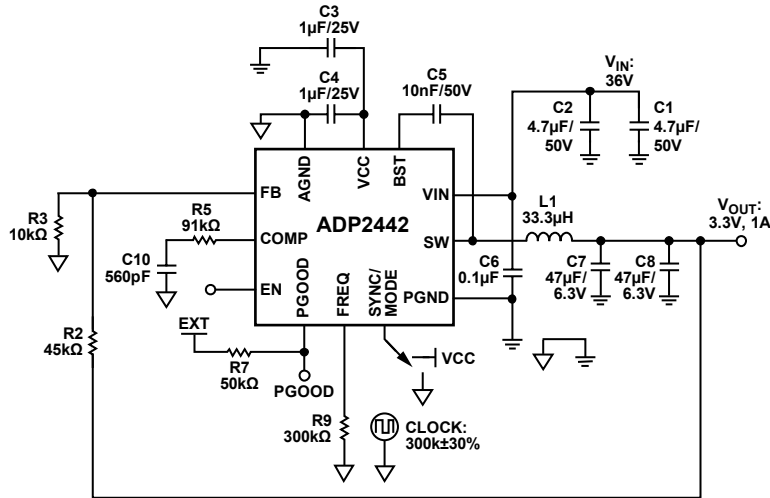 C3
1µF/25V
C4
1µF/25V
C5
10nF/50V
VIN:
36V
C2
4.7µF/
50V
C1
4.7µF/
50V
AGND
VCC
BST
FB
VIN
ADP2442
R3
10kΩ
R5
91kΩ
COMP
SW
L1
33.3µH
VOUT:
3.3V, 1A
C10
560pF
C6
0.1µF
C7
47µF/
6.3V
C8
47µF/
6.3V
EN
PGOOD
FREQ
SYNC/
MODE
PGND
EXT
R2
45kΩ
R7
50kΩ
PGOOD
VCC
R9
300kΩ
CLOCK:
300k±30%